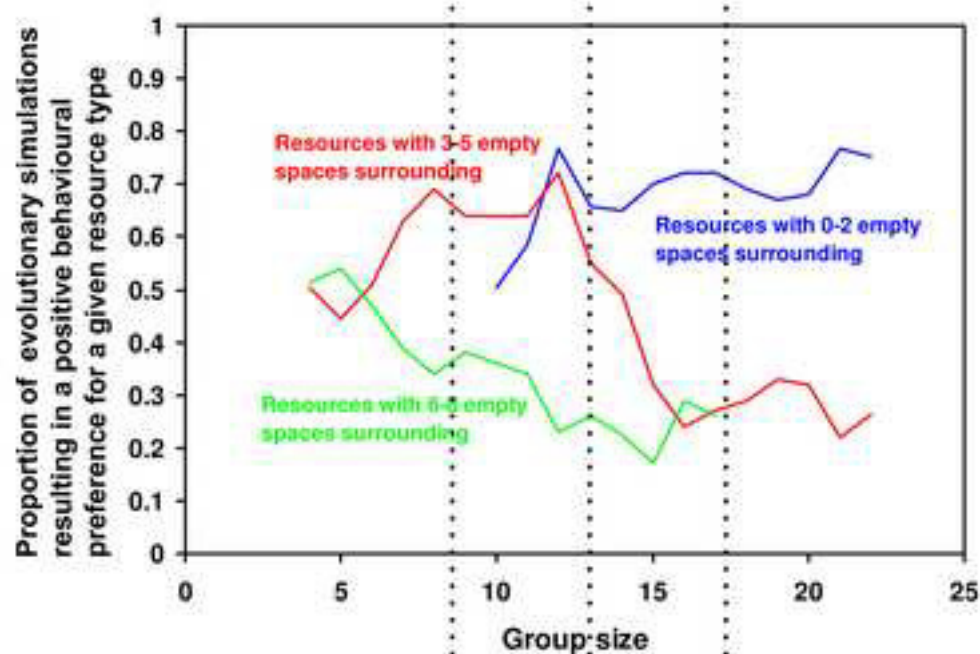 Proportion of evolutionary simulations
resulting in a positive behavioural
preference for a given resource type
1
0.9
0.8
0.7
0.6
0.5
0.4
0.3
0.2
0.1
0
Resources with 3-5 empty
spaces surrounding
Resources with 0-2 empty
spaces surrounding
Resources with 6-8 empty
spaces surrounding
0
5
10
15
20
25
Group size